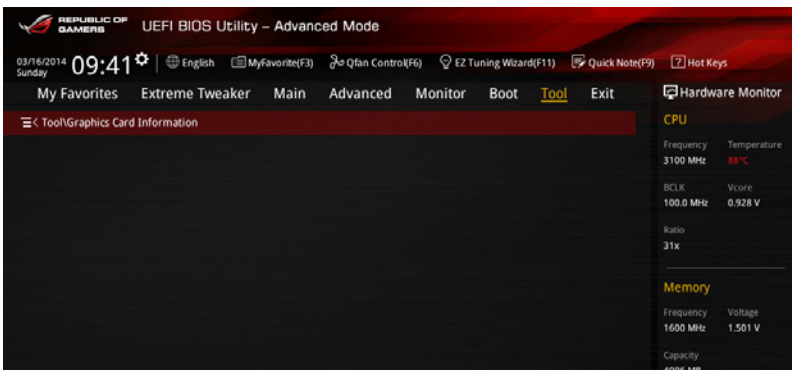 REPUBLIC OF GAMERS
UEFI BIOS Utility – Advanced Mode
03/16/2014 Sunday 09:41 English MyFavorite(F3) Qfan Control(F6) EZ Tuning Wizard(F11) Quick Note(F9) ? Hot Keys
My Favorites Extreme Tweaker Main Advanced Monitor Boot Tool Exit
< Tool\Graphics Card Information
Hardware Monitor
CPU
Frequency Temperature
3100 MHz 88°C
BCLK Vcore
100.0 MHz 0.928 V
Ratio
31x
Memory
Frequency Voltage
1600 MHz 1.501 V
Capacity
4096 MB